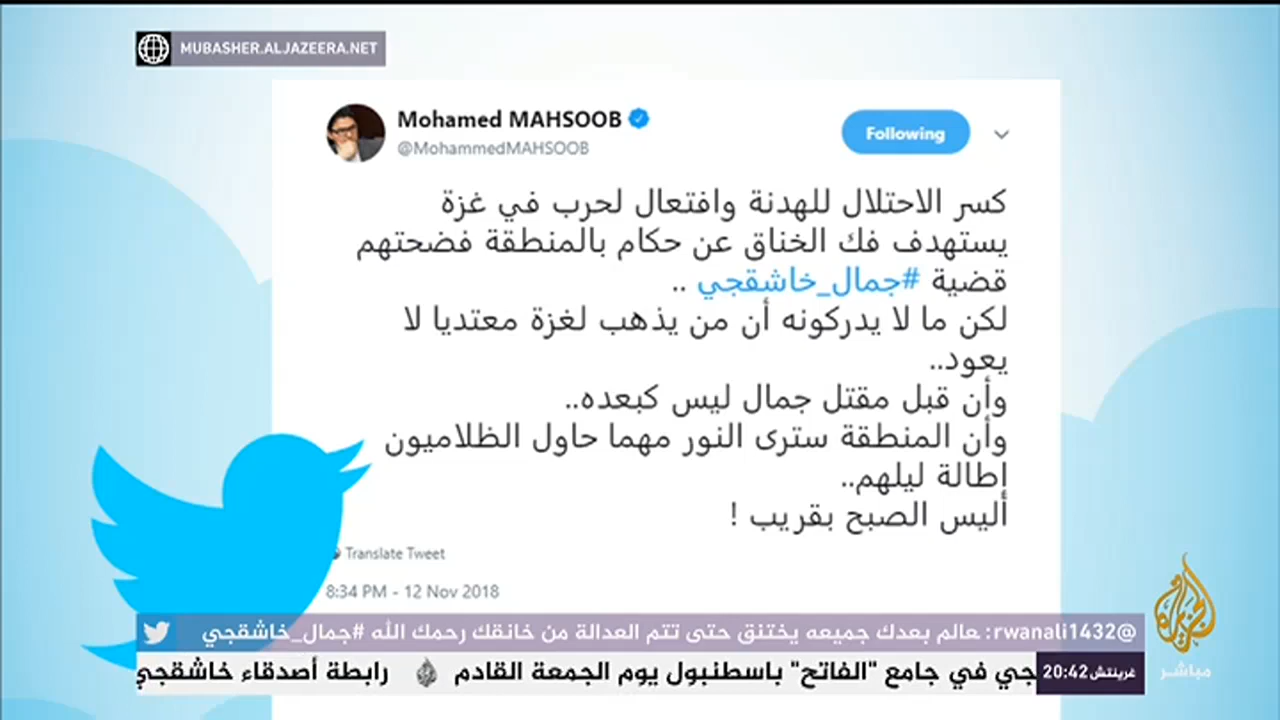 MUBASHER.ALJAZEERA.NET
Mohamed MAHSOOB
@MohammedMAHSOOB
Following
كسر الاحتلال للهدنة وافتعال لحرب في غزة
يستهدف فك الخناق عن حكام بالمنطقة فضحتهم
قضية #جمال_خاشقجي ..
لكن ما لا يدركونه أن من يذهب لغزة معتديا لا
يعود..
وأن قبل مقتل جمال ليس كبعده..
وأن المنطقة سترى النور مهما حاول الظلاميون
إطالة ليلهم..
أليس الصبح بقريب !
Translate Tweet
8:34 PM - 12 Nov 2018
@rwanali1432: عالم بعدك جميعه يختنق حتى تتم العدالة من خانقك رحمك الله #جمال_خاشقجي
غرينتش 20:42
جي في جامع "الفاتح" باسطنبول يوم الجمعة القادم رابطة أصدقاء خاشقجي
الجزيرة
مباشر